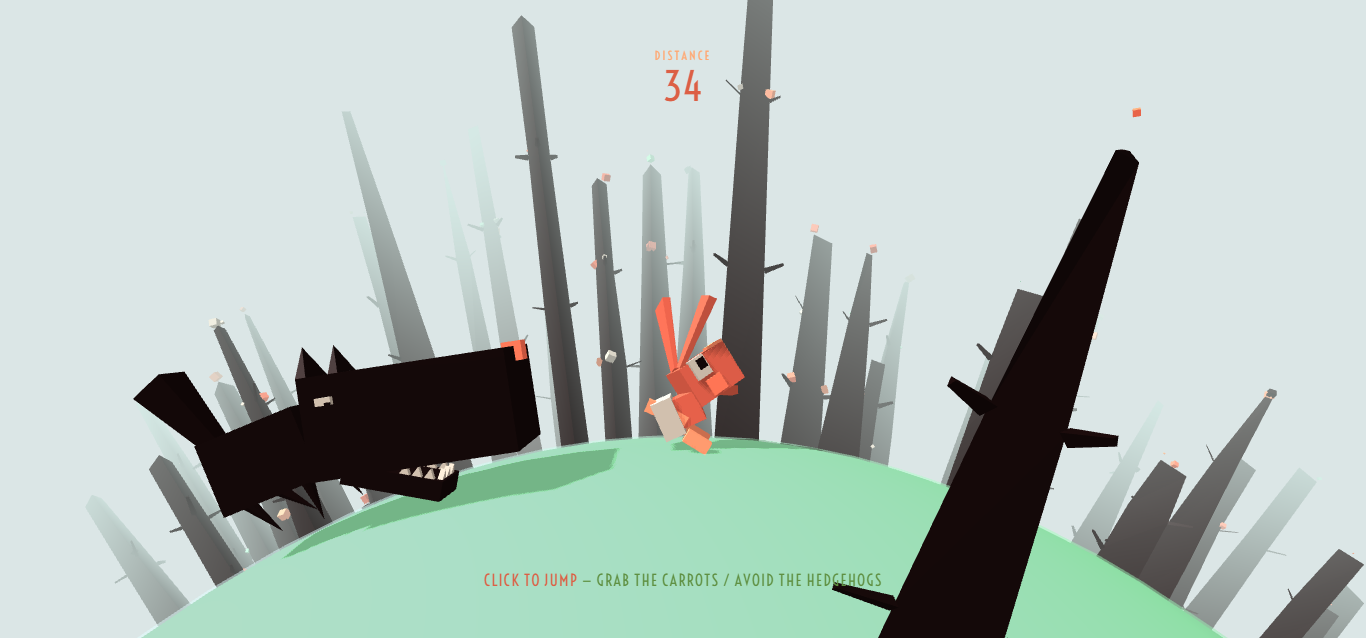 DISTANCE
34
CLICK TO JUMP – GRAB THE CARROTS / AVOID THE HEDGEHOGS